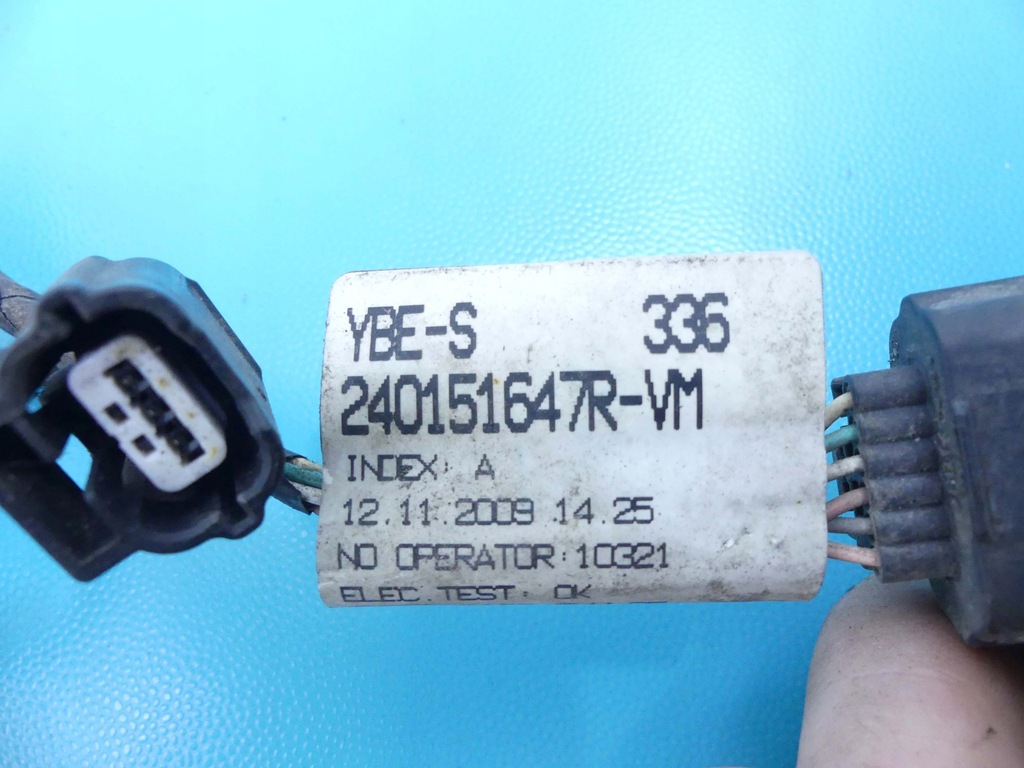 YBE-S 336
240151647R-VM
INDEX: A
12.11.2009 14.25
NO OPERATOR:10321
ELEC.TEST: OK